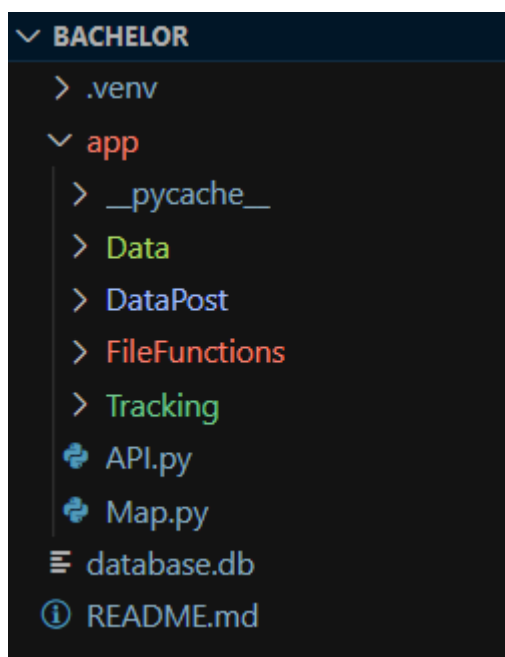 BACHELOR
.venv
app
__pycache__
Data
DataPost
FileFunctions
Tracking
API.py
Map.py
database.db
README.md